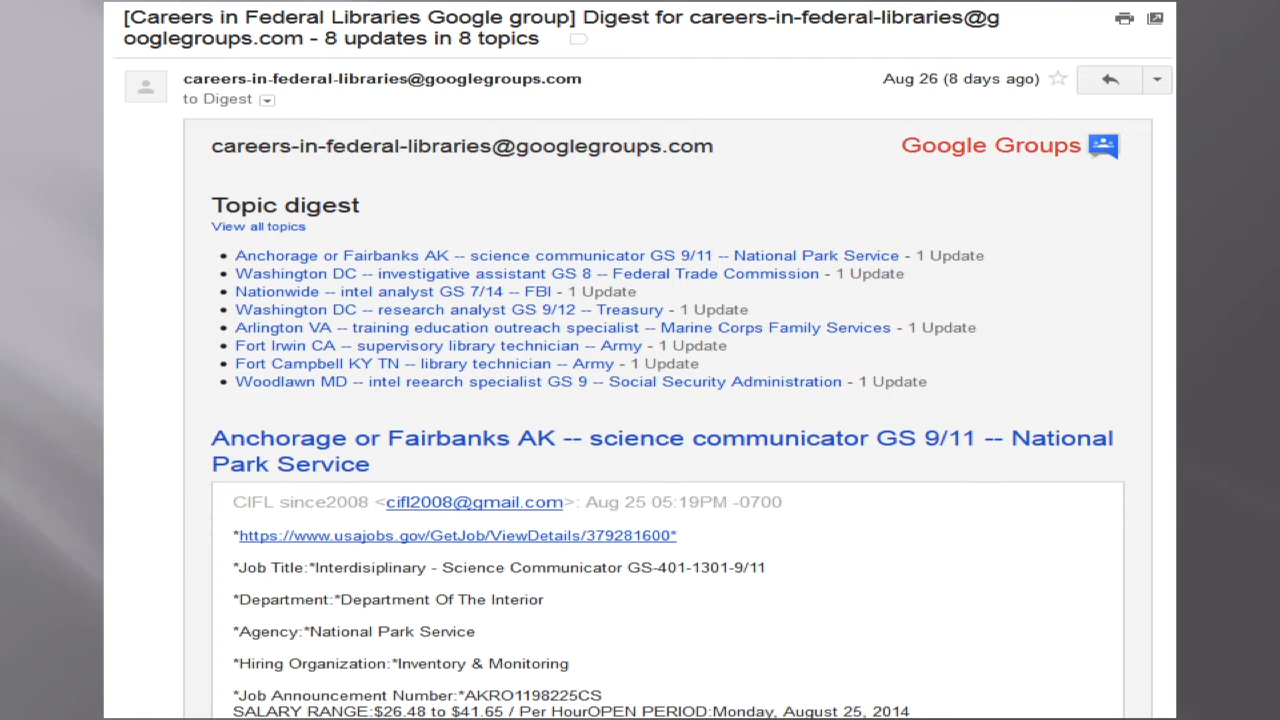 [Careers in Federal Libraries Google group] Digest for careers-in-federal-libraries@g
ooglegroups.com - 8 updates in 8 topics
careers-in-federal-libraries@googlegroups.com
Aug 26 (8 days ago)
to Digest
careers-in-federal-libraries@googlegroups.com
Google Groups
Topic digest
View all topics
• Anchorage or Fairbanks AK -- science communicator GS 9/11 -- National Park Service - 1 Update
• Washington DC -- investigative assistant GS 8 -- Federal Trade Commission - 1 Update
• Nationwide -- intel analyst GS 7/14 -- FBI - 1 Update
• Washington DC -- research analyst GS 9/12 -- Treasury - 1 Update
• Arlington VA -- training education outreach specialist -- Marine Corps Family Services - 1 Update
• Fort Irwin CA -- supervisory library technician -- Army - 1 Update
• Fort Campbell KY TN -- library technician -- Army - 1 Update
• Woodlawn MD -- intel reearch specialist GS 9 -- Social Security Administration - 1 Update
Anchorage or Fairbanks AK -- science communicator GS 9/11 -- National
Park Service
CIFL since2008 <cifl2008@gmail.com>: Aug 25 05:19PM -0700
*https://www.usajobs.gov/GetJob/ViewDetails/379281600*
*Job Title:*Interdisiplinary - Science Communicator GS-401-1301-9/11
*Department:*Department Of The Interior
*Agency:*National Park Service
*Hiring Organization:*Inventory & Monitoring
*Job Announcement Number:*AKRO1198225CS
SALARY RANGE:$26.48 to $41.65 / Per HourOPEN PERIOD:Monday, August 25, 2014